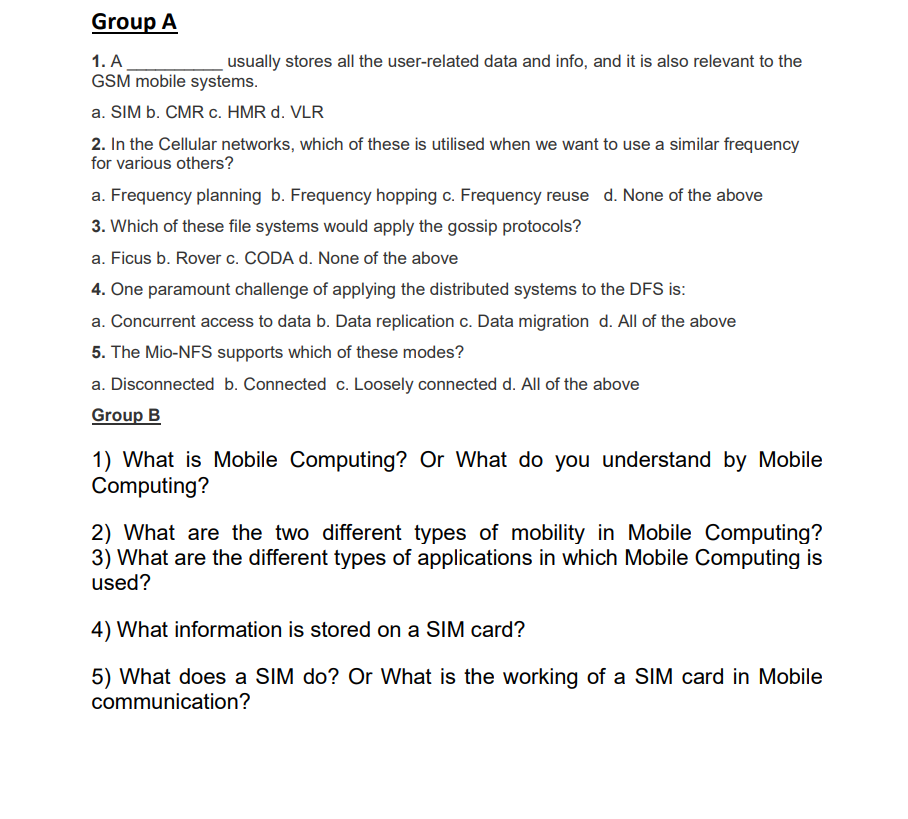 Group A
1. A __________ usually stores all the user-related data and info, and it is also relevant to the
GSM mobile systems.
a. SIM b. CMR c. HMR d. VLR
2. In the Cellular networks, which of these is utilised when we want to use a similar frequency
for various others?
a. Frequency planning b. Frequency hopping c. Frequency reuse d. None of the above
3. Which of these file systems would apply the gossip protocols?
a. Ficus b. Rover c. CODA d. None of the above
4. One paramount challenge of applying the distributed systems to the DFS is:
a. Concurrent access to data b. Data replication c. Data migration d. All of the above
5. The Mio-NFS supports which of these modes?
a. Disconnected b. Connected c. Loosely connected d. All of the above
Group B
1) What is Mobile Computing? Or What do you understand by Mobile
Computing?
2) What are the two different types of mobility in Mobile Computing?
3) What are the different types of applications in which Mobile Computing is
used?
4) What information is stored on a SIM card?
5) What does a SIM do? Or What is the working of a SIM card in Mobile
communication?